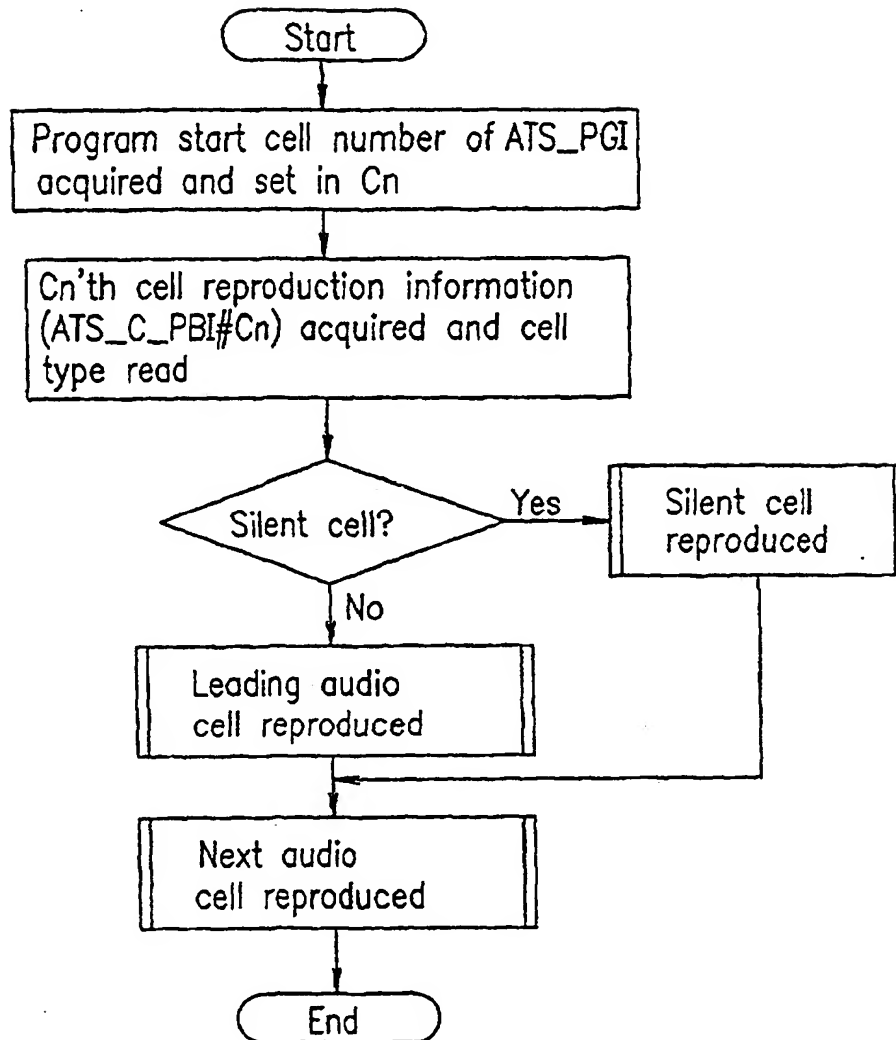 Start
Program start cell number of ATS_PGI
acquired and set in Cn
Cn'th cell reproduction information
(ATS_C_PBI#Cn) acquired and cell
type read
Silent cell?
Yes
Silent cell
reproduced
No
Leading audio
cell reproduced
Next audio
cell reproduced
End